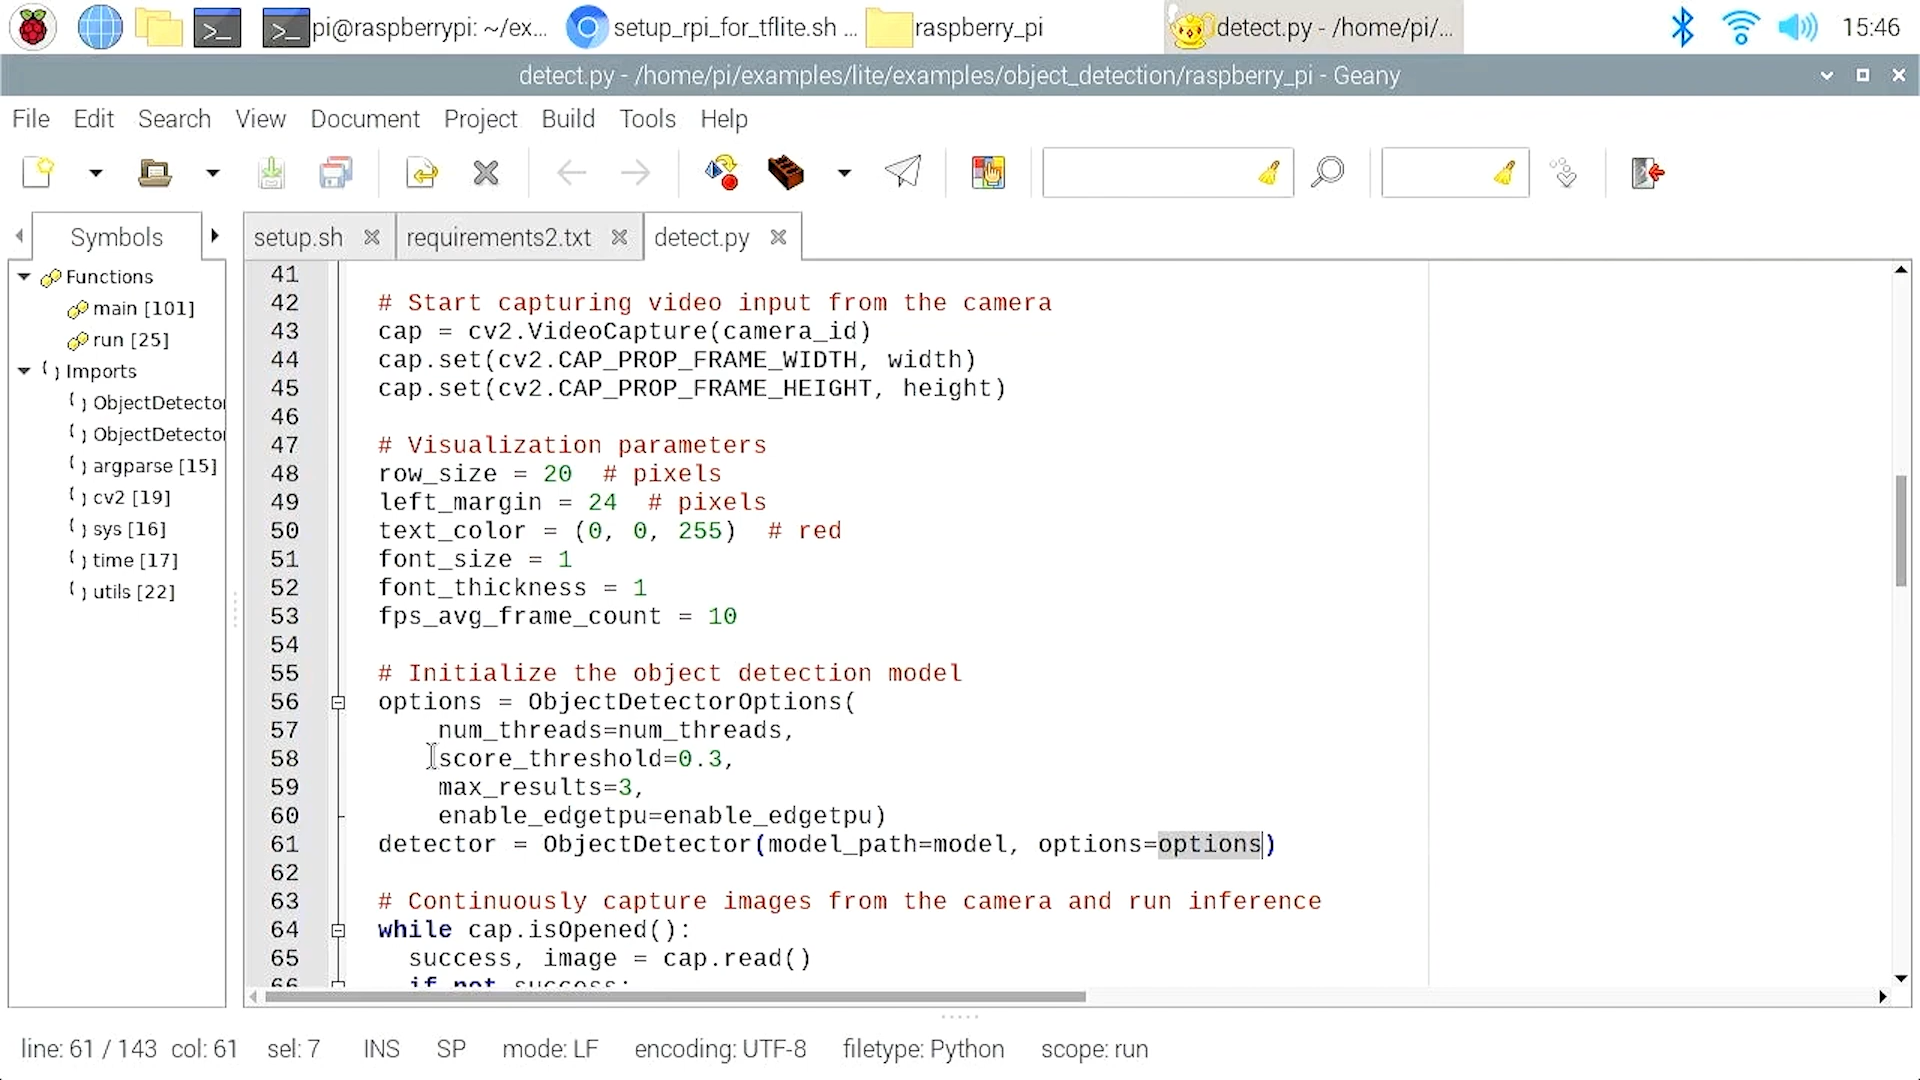 pi@raspberrypi: ~/ex...
setup_rpi_for_tflite.sh ...
raspberry_pi
detect.py - /home/pi/...
15:46
detect.py - /home/pi/examples/lite/examples/object_detection/raspberry_pi - Geany
File Edit Search View Document Project Build Tools Help
Symbols
setup.sh
requirements2.txt
detect.py
Functions
main [101]
run [25]
Imports
ObjectDetector
ObjectDetector
argparse [15]
cv2 [19]
sys [16]
time [17]
utils [22]
41
42 # Start capturing video input from the camera
43 cap = cv2.VideoCapture(camera_id)
44 cap.set(cv2.CAP_PROP_FRAME_WIDTH, width)
45 cap.set(cv2.CAP_PROP_FRAME_HEIGHT, height)
46
47 # Visualization parameters
48 row_size = 20  # pixels
49 left_margin = 24  # pixels
50 text_color = (0, 0, 255)  # red
51 font_size = 1
52 font_thickness = 1
53 fps_avg_frame_count = 10
54
55 # Initialize the object detection model
56 options = ObjectDetectorOptions(
57 num_threads=num_threads,
58 score_threshold=0.3,
59 max_results=3,
60 enable_edgetpu=enable_edgetpu)
61 detector = ObjectDetector(model_path=model, options=options)
62
63 # Continuously capture images from the camera and run inference
64 while cap.isOpened():
65 success, image = cap.read()
66 if not success:
line: 61 / 143 col: 61 sel: 7 INS SP mode: LF encoding: UTF-8 filetype: Python scope: run